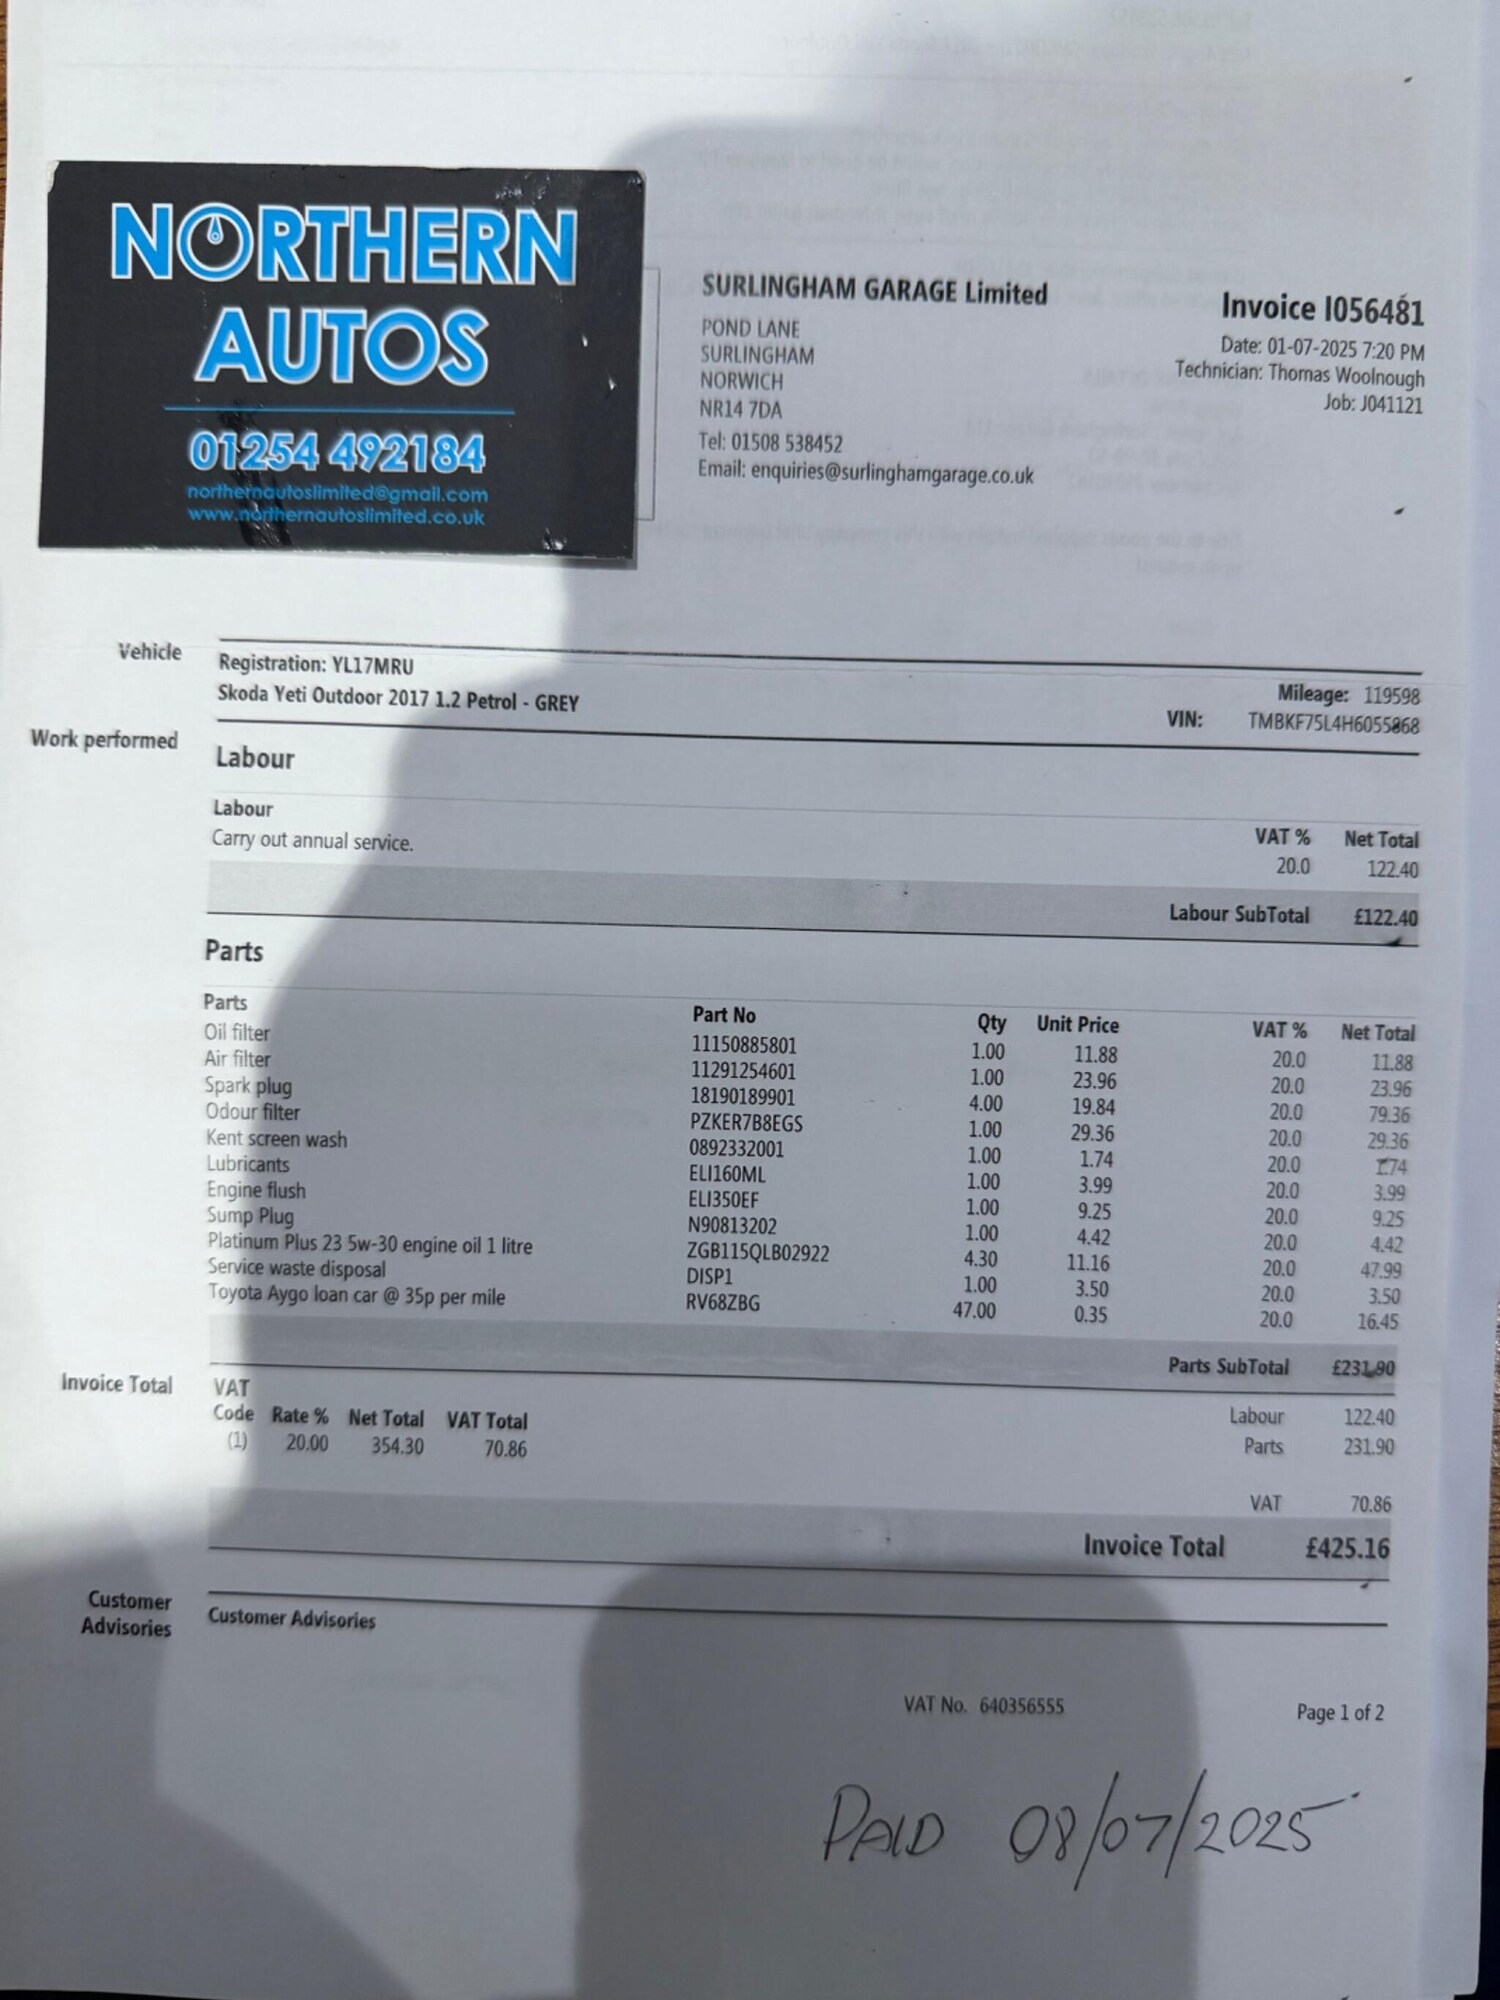 NORTHERN
AUTOS
01254 492184
northernautoslimited@gmail.com
www.northernautoslimited.co.uk
SURLINGHAM GARAGE Limited
POND LANE
SURLINGHAM
NORWICH
NR14 7DA
Tel: 01508 538452
Email: enquiries@surlinghamgarage.co.uk
Invoice I056481
Date: 01-07-2025 7:20 PM
Technician: Thomas Woolnough
Job: J041121
Vehicle
Registration: YL17MRU
Skoda Yeti Outdoor 2017 1.2 Petrol - GREY
Mileage: 119598
VIN: TMBKF75L4H6055868
Work performed
Labour
Labour VAT % Net Total
Carry out annual service. 20.0 122.40
Labour SubTotal £122.40
Parts
Parts Part No Qty Unit Price VAT % Net Total
Oil filter 11150885801 1.00 11.88 20.0 11.88
Air filter 11291254601 1.00 23.96 20.0 23.96
Spark plug 18190189901 4.00 19.84 20.0 79.36
Odour filter PZKER7B8EGS 1.00 29.36 20.0 29.36
Kent screen wash 0892332001 1.00 1.74 20.0 1.74
Lubricants ELI160ML 1.00 3.99 20.0 3.99
Engine flush ELI350EF 1.00 9.25 20.0 9.25
Sump Plug N90813202 1.00 4.42 20.0 4.42
Platinum Plus 23 5w-30 engine oil 1 litre ZGB115QLB02922 4.30 11.16 20.0 47.99
Service waste disposal DISP1 1.00 3.50 20.0 3.50
Toyota Aygo loan car @ 35p per mile RV68ZBG 47.00 0.35 20.0 16.45
Parts SubTotal £231.90
Invoice Total
VAT
Code Rate % Net Total VAT Total
(1) 20.00 354.30 70.86
Labour 122.40
Parts 231.90
VAT 70.86
Invoice Total £425.16
Customer
Advisories
Customer Advisories
VAT No. 640356555
Page 1 of 2
PAID 08/07/2025